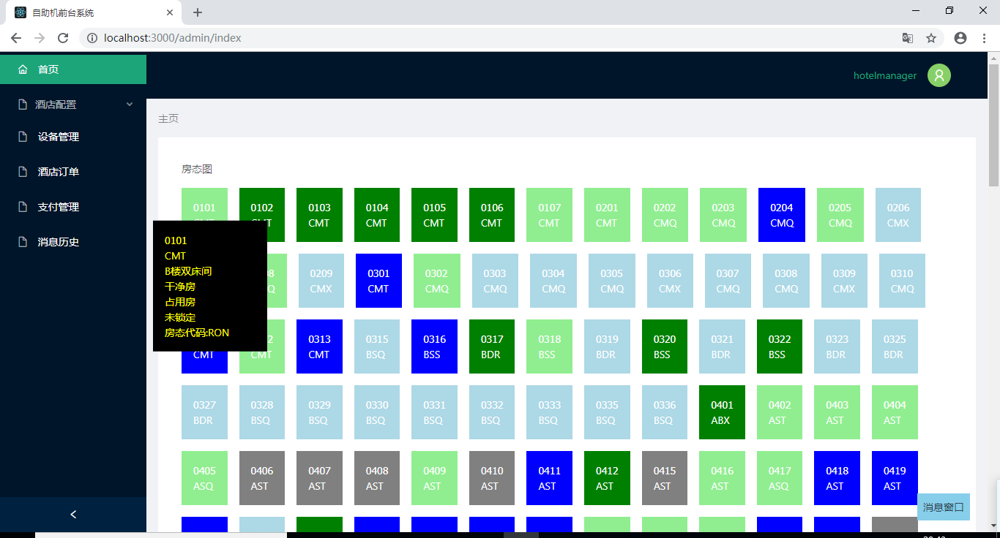 自助机前台系统
localhost:3000/admin/index
首页
酒店配置
设备管理
酒店订单
支付管理
消息历史
hotelmanager
主页
房态图
0101 0102 0103 0104 0105 0106 0107 0201 0202 0203 0204 0205 0206
CMT CMT CMT CMT CMT CMT CMT CMQ CMQ CMQ CMQ CMX
0101
CMT
B楼双床间
干净房
占用房
未锁定
房态代码:RON
0209 0301 0302 0303 0304 0305 0306 0307 0308 0309 0310
CMX CMT CMQ CMQ CMQ CMQ CMX CMQ CMQ CMX CMQ
0313 0315 0316 0317 0318 0319 0320 0321 0322 0323 0325
CMT CMT CMT BSQ BSS BDR BSS BDR BSS BDR BSS BDR BDR
0327 0328 0329 0330 0331 0332 0333 0335 0336 0401 0402 0403 0404
BDR BSQ BSQ BSQ BSQ BSQ BSQ BSQ BSQ ABX AST AST AST
0405 0406 0407 0408 0409 0410 0411 0412 0415 0416 0417 0418 0419
ASQ AST AST AST AST AST AST AST AST AST ASQ AST AST
消息窗口